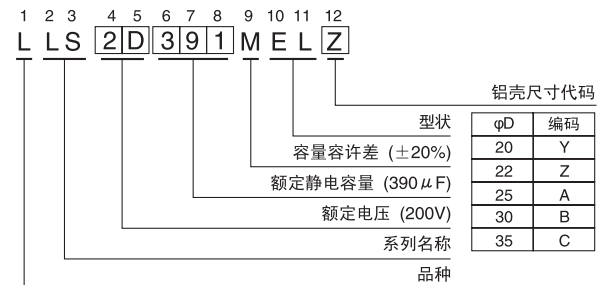 1 2 3 4 5 6 7 8 9 10 11 12
L L S 2 D 3 9 1 M E L Z
铝壳尺寸代码
型状
容量容许差 (±20%)
额定静电容量 (390μF)
额定电压 (200V)
系列名称
品种
φD 编码
20 Y
22 Z
25 A
30 B
35 C